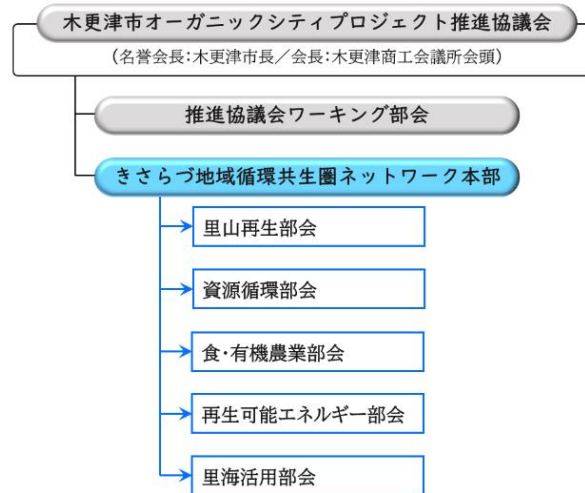 木更津市オーガニックシティプロジェクト推進協議会
(名誉会長:木更津市長/会長:木更津商工会議所会頭)
推進協議会ワーキング部会
きさらづ地域循環共生圏ネットワーク本部
里山再生部会
資源循環部会
食・有機農業部会
再生可能エネルギー部会
里海活用部会